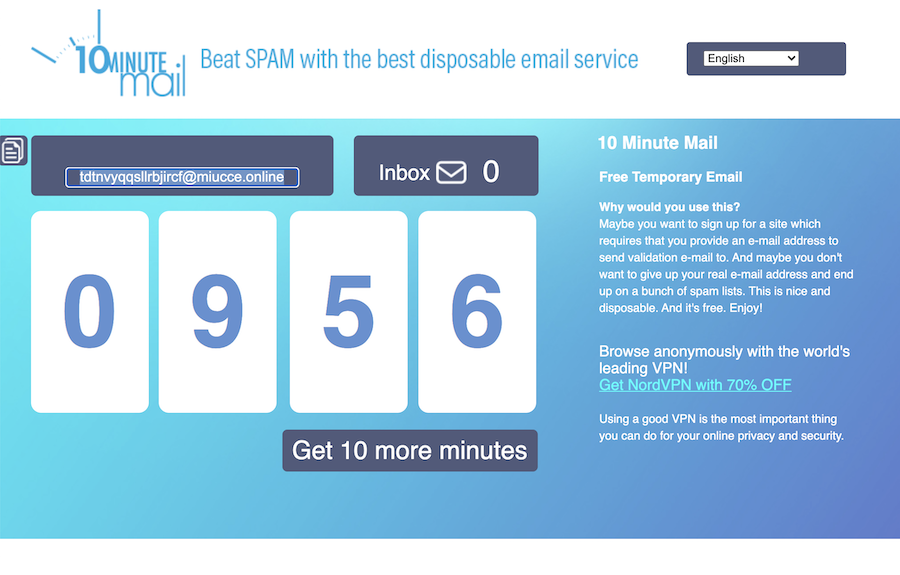 10MINUTE
mail
Beat SPAM with the best disposable email service
English
tdtnvyqqsllrbjircf@miucce.online
Inbox 0
0 9 5 6
Get 10 more minutes
10 Minute Mail
Free Temporary Email
Why would you use this?
Maybe you want to sign up for a site which
requires that you provide an e-mail address to
send validation e-mail to. And maybe you don't
want to give up your real e-mail address and end
up on a bunch of spam lists. This is nice and
disposable. And it's free. Enjoy!
Browse anonymously with the world's
leading VPN!
Get NordVPN with 70% OFF
Using a good VPN is the most important thing
you can do for your online privacy and security.